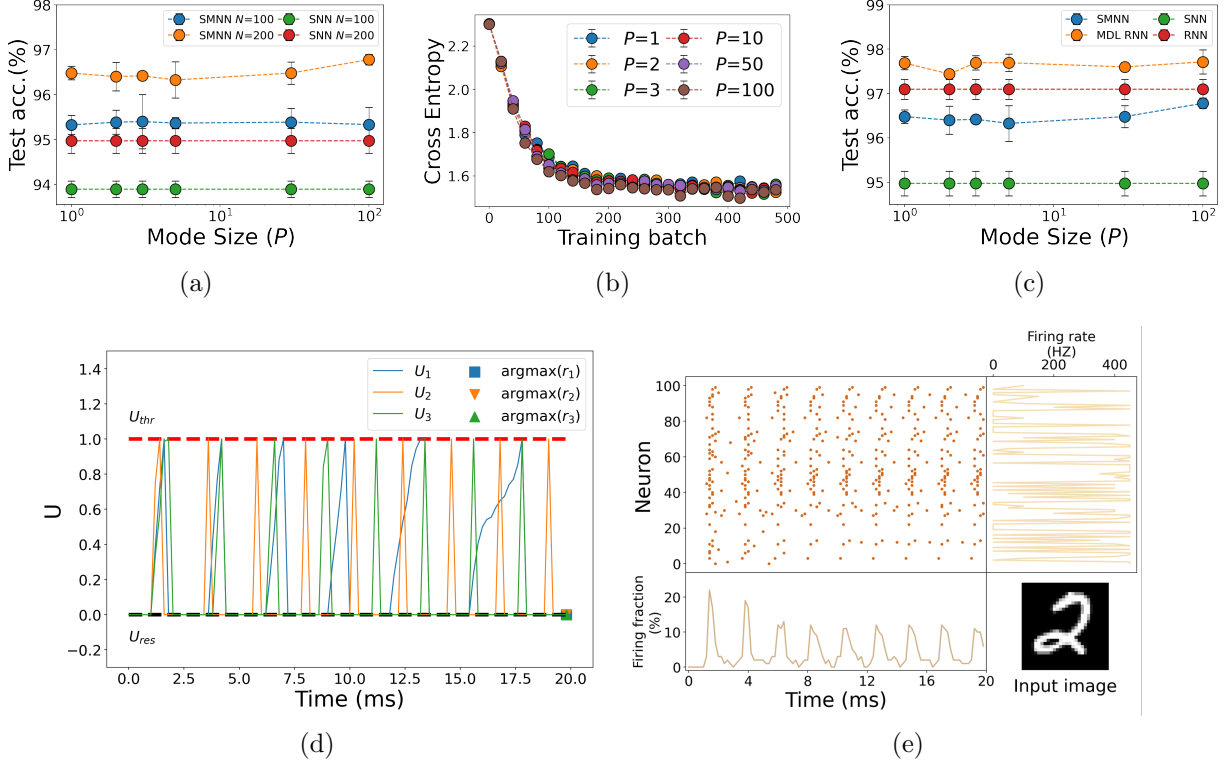 98
97
96
95
94
Test acc.(%)
SMNN N=100
SMNN N=200
SNN N=100
SNN N=200
10^0
10^1
10^2
Mode Size (P)
(a)
2.2
2.0
1.8
1.6
Cross Entropy
P=1
P=2
P=3
P=10
P=50
P=100
0
100
200
300
400
500
Training batch
(b)
99
98
97
96
95
Test acc.(%)
SMNN
MDL RNN
SNN
RNN
10^0
10^1
10^2
Mode Size (P)
(c)
1.4
1.2
1.0
0.8
0.6
0.4
0.2
0.0
−0.2
U
U_thr
U_res
U_1
U_2
U_3
argmax(r_1)
argmax(r_2)
argmax(r_3)
0.0
2.5
5.0
7.5
10.0
12.5
15.0
17.5
20.0
Time (ms)
(d)
Firing rate
(HZ)
0
200
400
100
80
60
40
20
0
Neuron
20
10
0
Firing fraction
(%)
0
4
8
12
16
20
Time (ms)
Input image
(e)